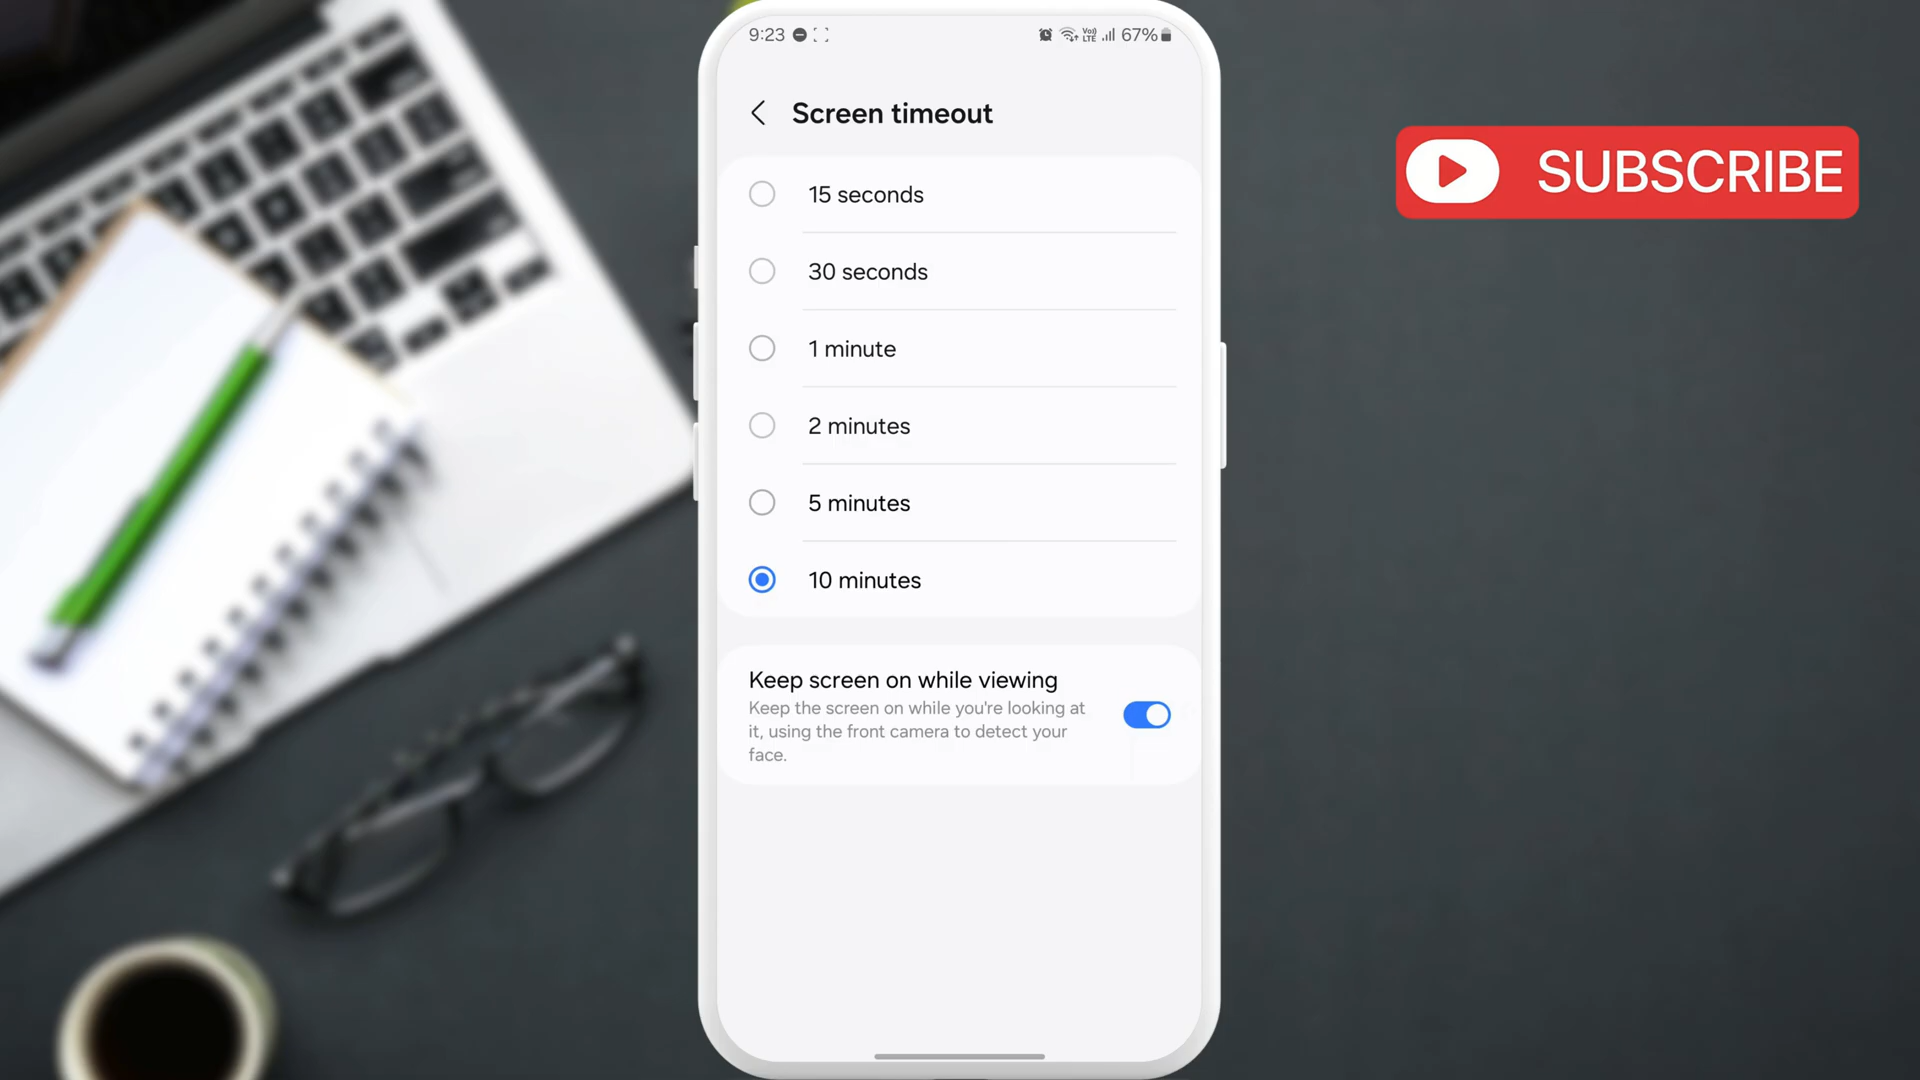 9:23
Vo)) LTE 67%
Screen timeout
15 seconds
30 seconds
1 minute
2 minutes
5 minutes
10 minutes
Keep screen on while viewing
Keep the screen on while you're looking at
it, using the front camera to detect your
face.
SUBSCRIBE